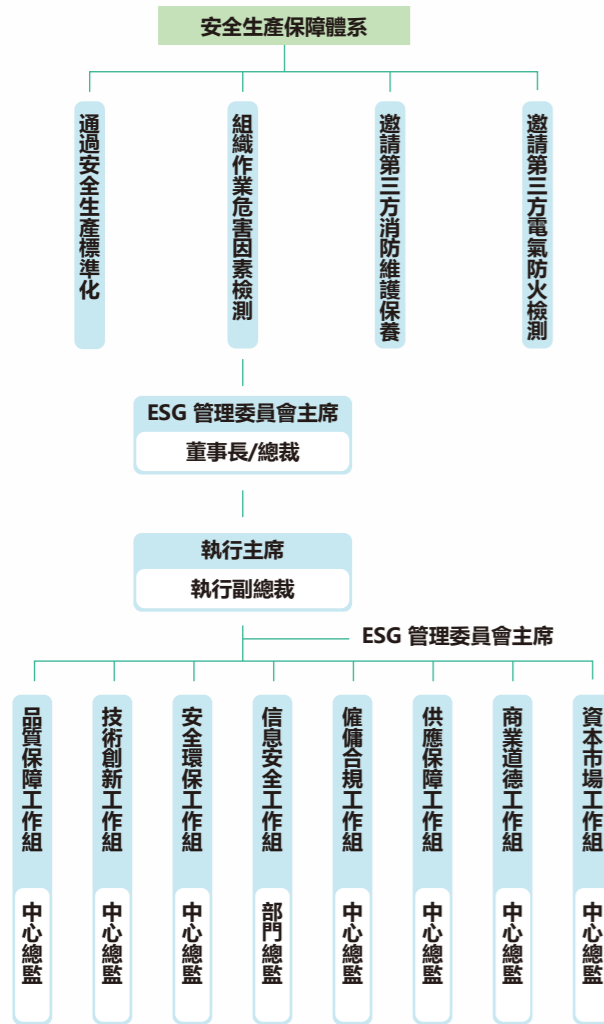 安全生產保障體系
通過安全生產標準化
組織作業危害因素檢測
邀請第三方消防維護保養
邀請第三方電氣防火檢測
ESG 管理委員會主席
董事長/總裁
執行主席
執行副總裁
ESG 管理委員會主席
品質保障工作組
技術創新工作組
安全環保工作組
信息安全工作組
僱傭合規工作組
供應保障工作組
商業道德工作組
資本市場工作組
中心總監
中心總監
中心總監
部門總監
中心總監
中心總監
中心總監
中心總監